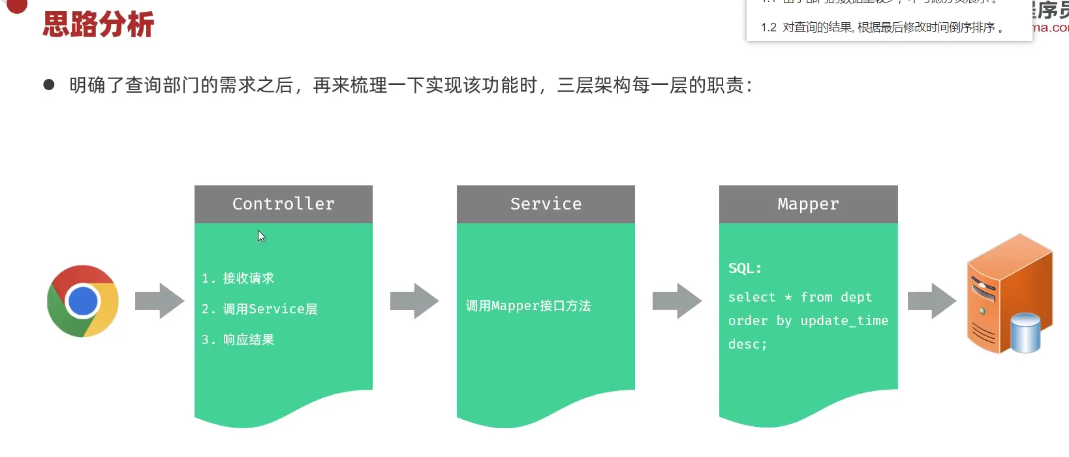 思路分析
1.2 对查询的结果, 根据最后修改时间倒序排序 。
程序员
ma.com
● 明确了查询部门的需求之后，再来梳理一下实现该功能时，三层架构每一层的职责：
Controller
1. 接收请求
2. 调用Service层
3. 响应结果
Service
调用Mapper接口方法
Mapper
SQL:
select * from dept
order by update_time
desc;